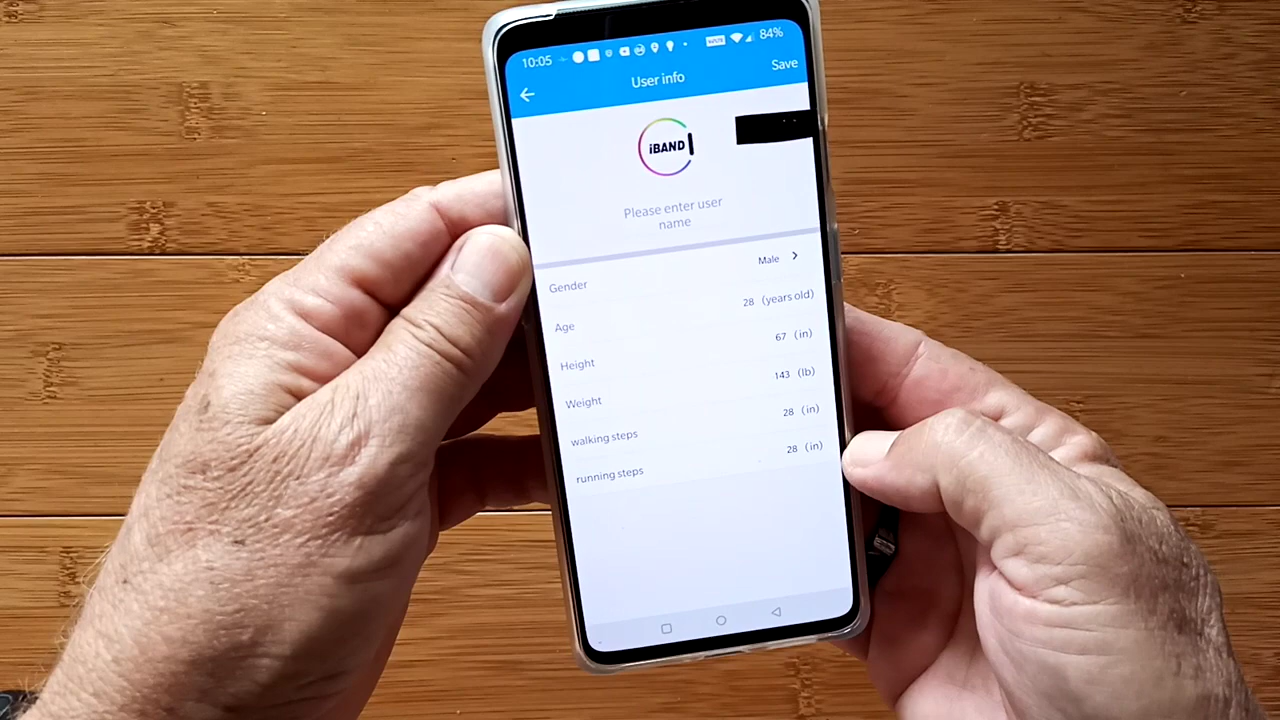 10:05 84%
User info Save
iBAND
Please enter user
name
Gender Male
Age 28 (years old)
Height 67 (in)
Weight 143 (lb)
walking steps 28 (in)
running steps 28 (in)